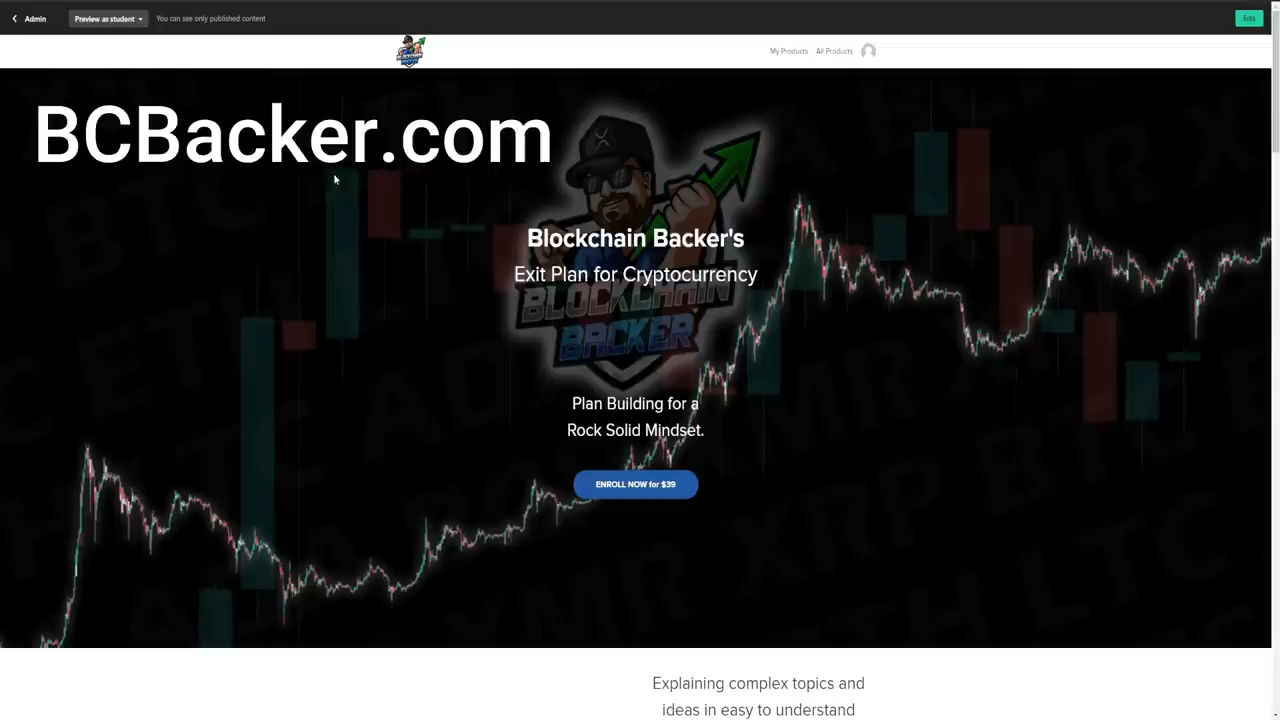 Admin
Preview as student
You can see only published content
Edit
My Products
All Products
BCBacker.com
Blockchain Backer's
Exit Plan for Cryptocurrency
BLOCKCHAIN
BACKER
Plan Building for a
Rock Solid Mindset.
ENROLL NOW for $39
Explaining complex topics and
ideas in easy to understand